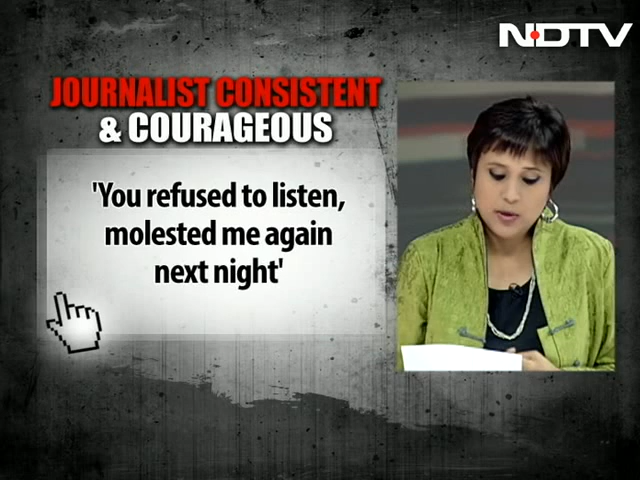 NDTV
JOURNALIST CONSISTENT
& COURAGEOUS
'You refused to listen,
molested me again
next night'